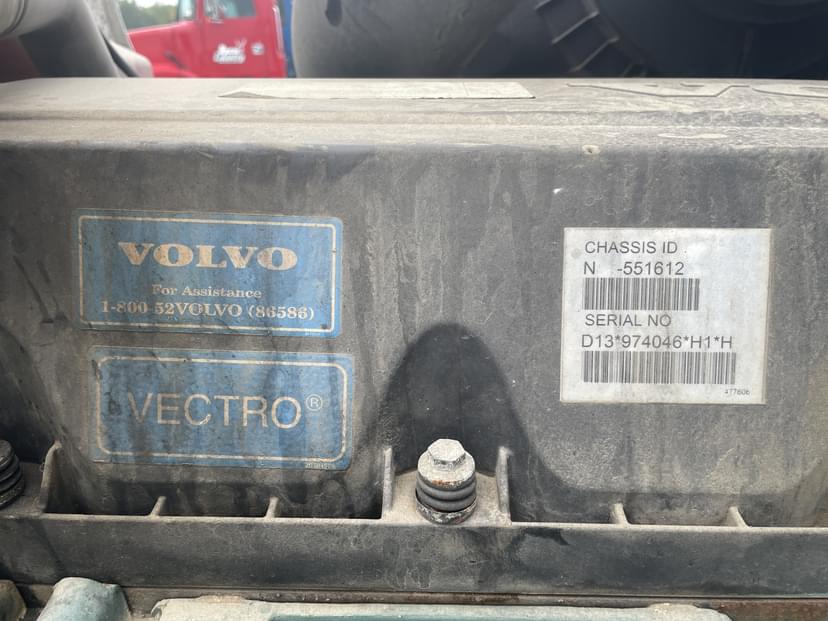 VOLVO
For Assistance
1-800-52VOLVO (86586)
VECTRO®
CHASSIS ID
N -551612
SERIAL NO
D13*974046*H1*H